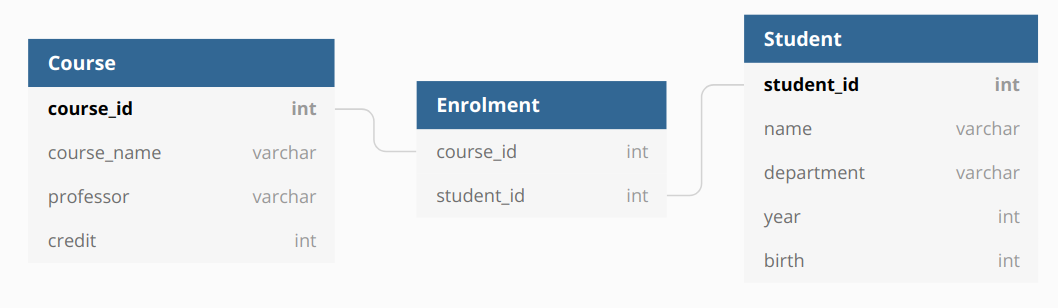 Course
course_id int
course_name varchar
professor varchar
credit int
Enrolment
course_id int
student_id int
Student
student_id int
name varchar
department varchar
year int
birth int